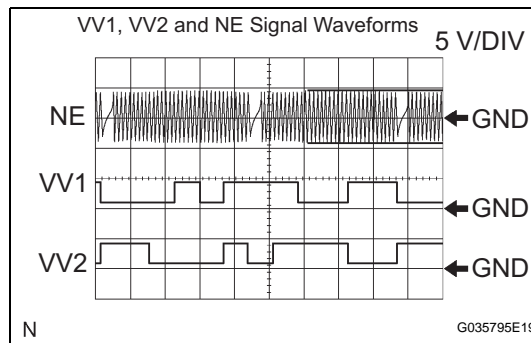 VV1, VV2 and NE Signal Waveforms
5 V/DIV
NE
GND
VV1
GND
VV2
GND
N
G035795E19